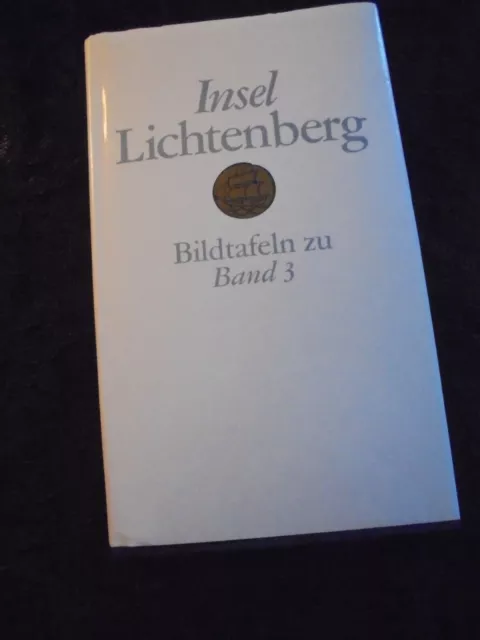 Insel
Lichtenberg
Bildtafeln zu
Band 3